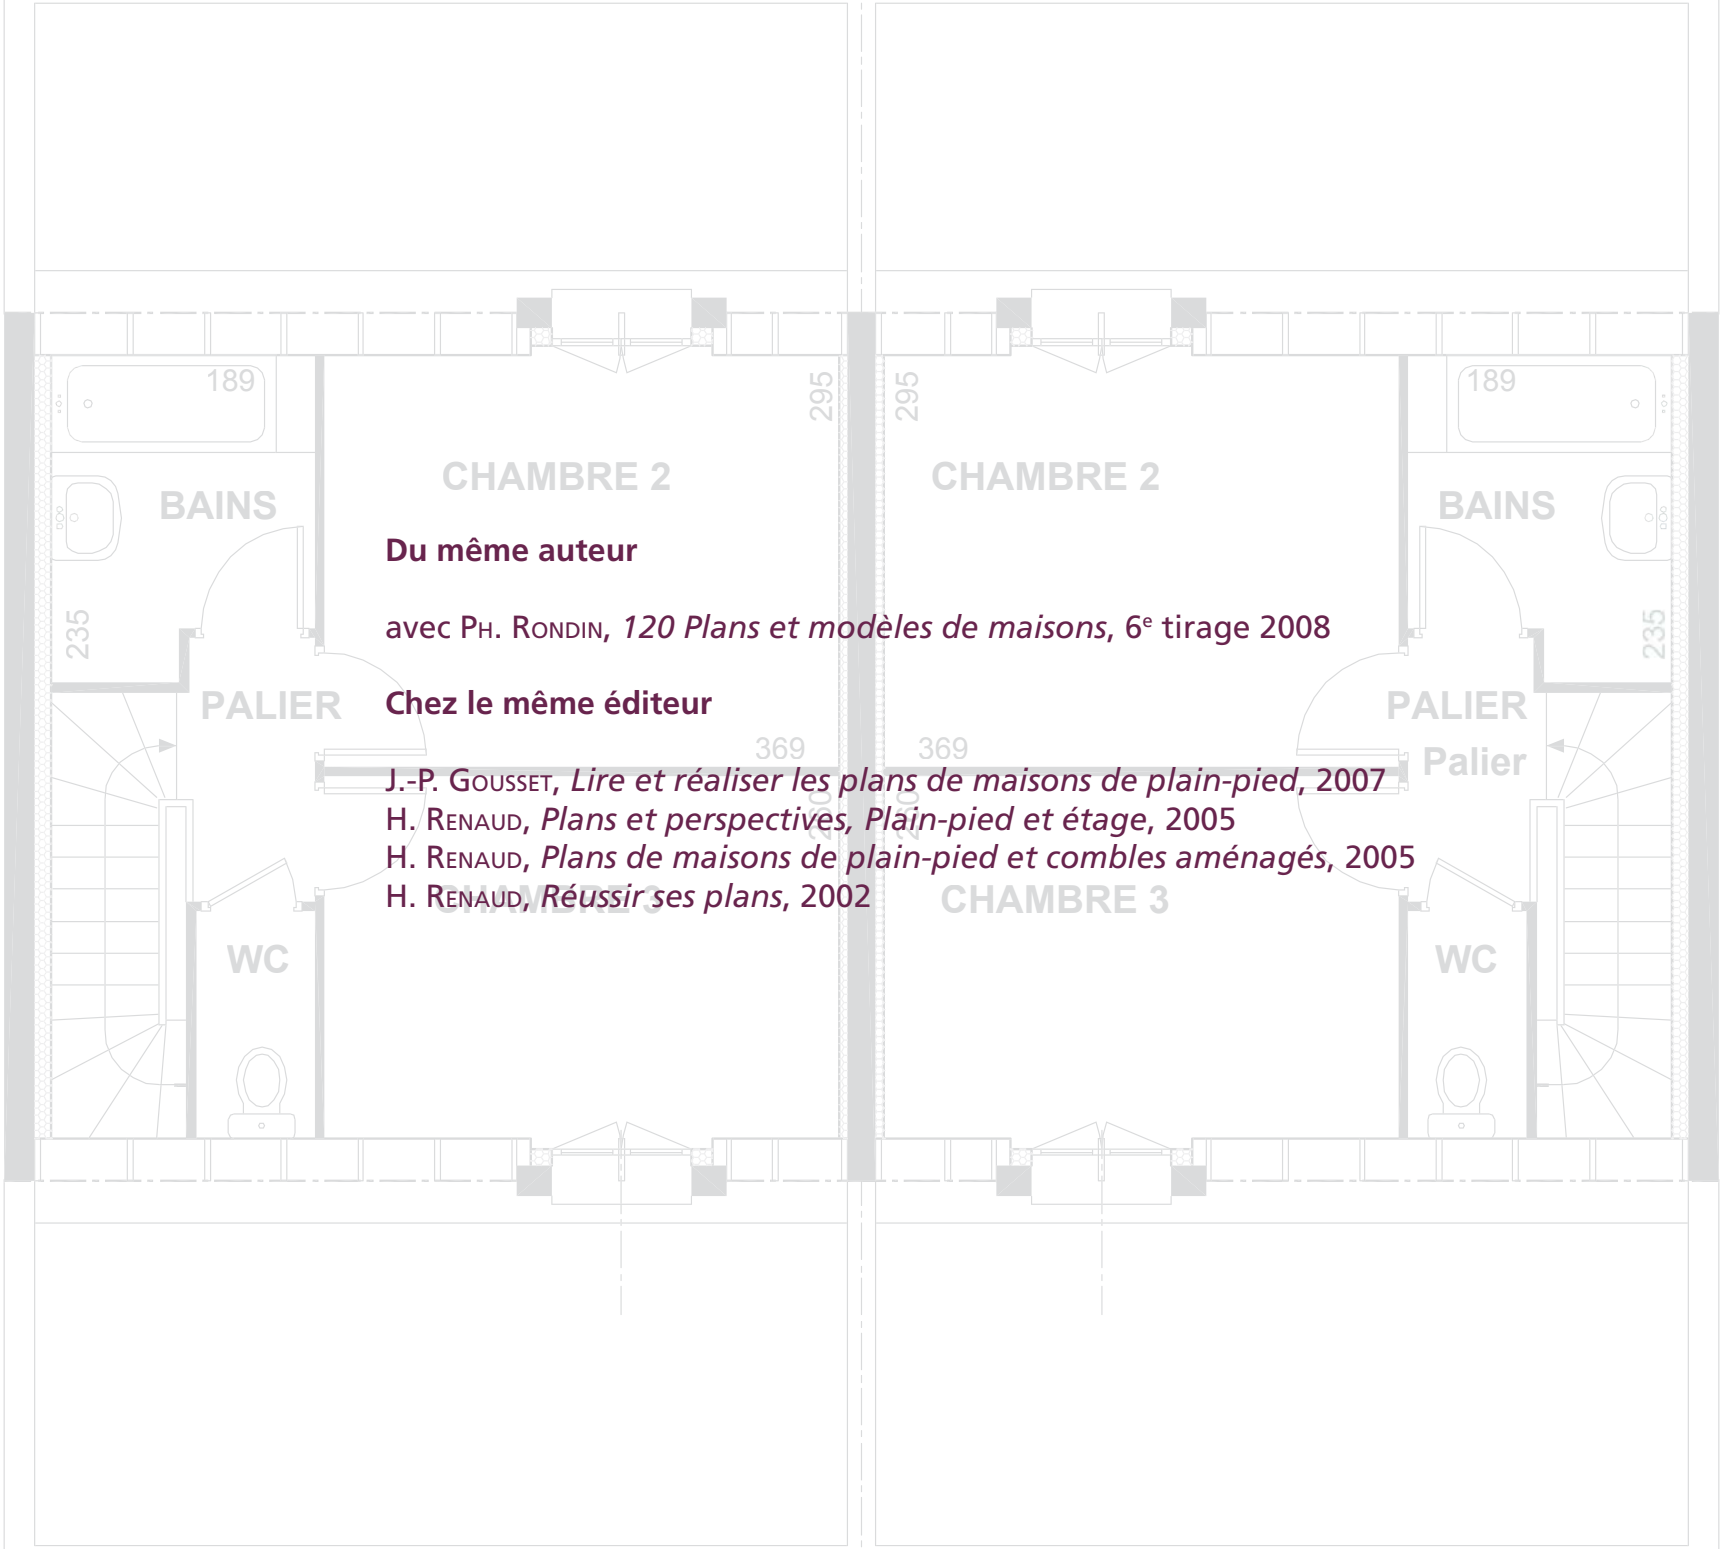 189
295
295
189
CHAMBRE 2
CHAMBRE 2
BAINS
BAINS
Du même auteur
235
avec Ph. Rondin, 120 Plans et modèles de maisons, 6e tirage 2008
235
PALIER
Chez le même éditeur
PALIER
369
369
Palier
J.-P. Gousset, Lire et réaliser les plans de maisons de plain-pied, 2007
260
260
H. Renaud, Plans et perspectives, Plain-pied et étage, 2005
H. Renaud, Plans de maisons de plain-pied et combles aménagés, 2005
H. Renaud, Réussir ses plans, 2002
CHAMBRE 3
CHAMBRE 3
WC
WC